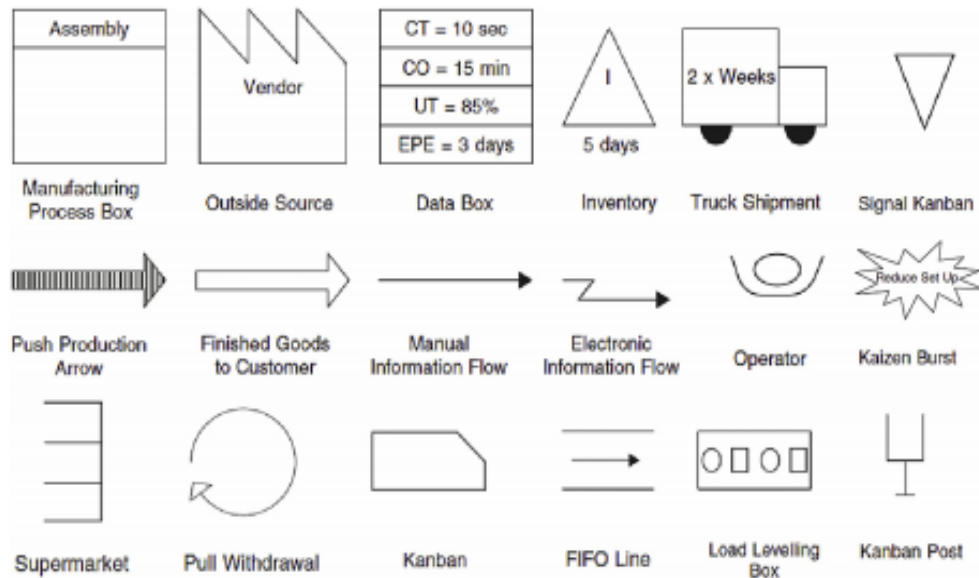 Assembly
Vendor
CT = 10 sec
CO = 15 min
UT = 85%
EPE = 3 days
I
5 days
2 x Weeks
Manufacturing
Process Box
Outside Source
Data Box
Inventory
Truck Shipment
Signal Kanban
Reduce Set Up
Push Production
Arrow
Finished Goods
to Customer
Manual
Information Flow
Electronic
Information Flow
Operator
Kaizen Burst
Supermarket
Pull Withdrawal
Kanban
FIFO Line
Load Levelling
Box
Kanban Post